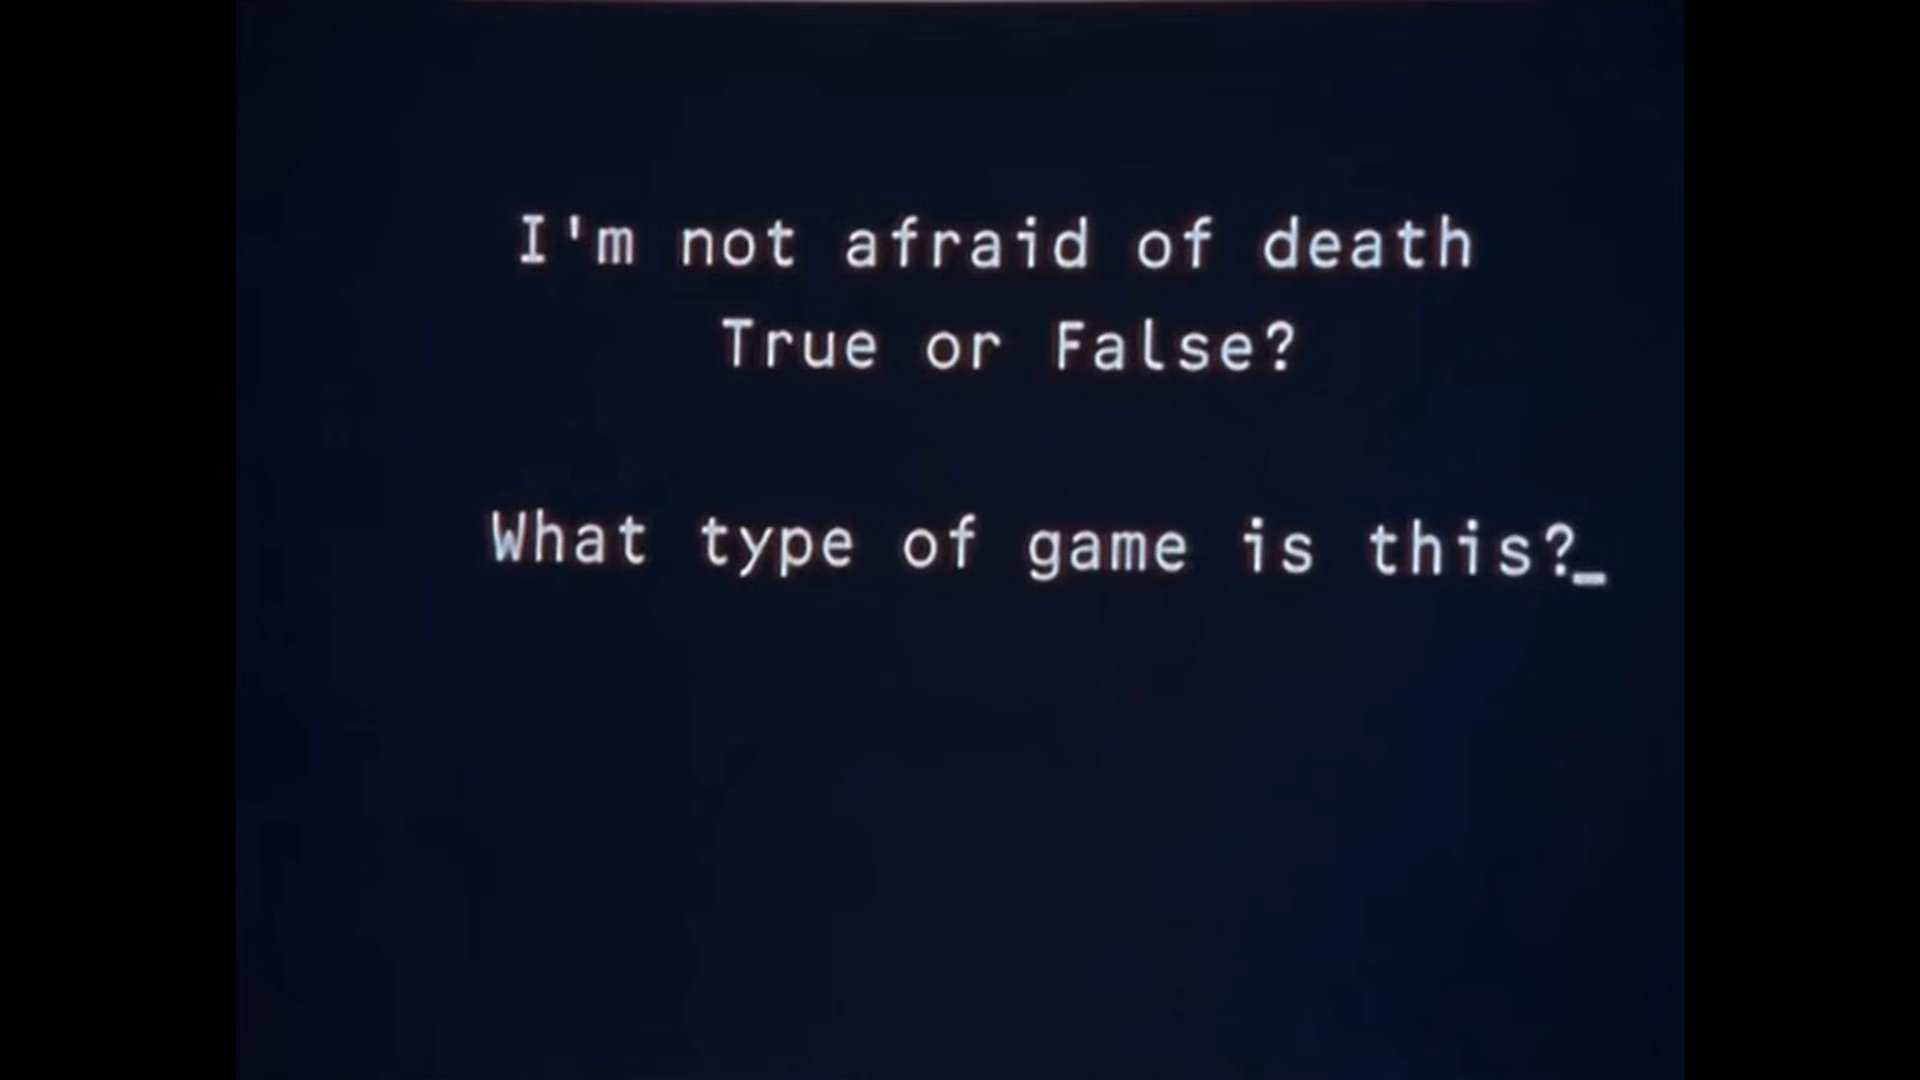 I'm not afraid of death
True or False?
What type of game is this?_